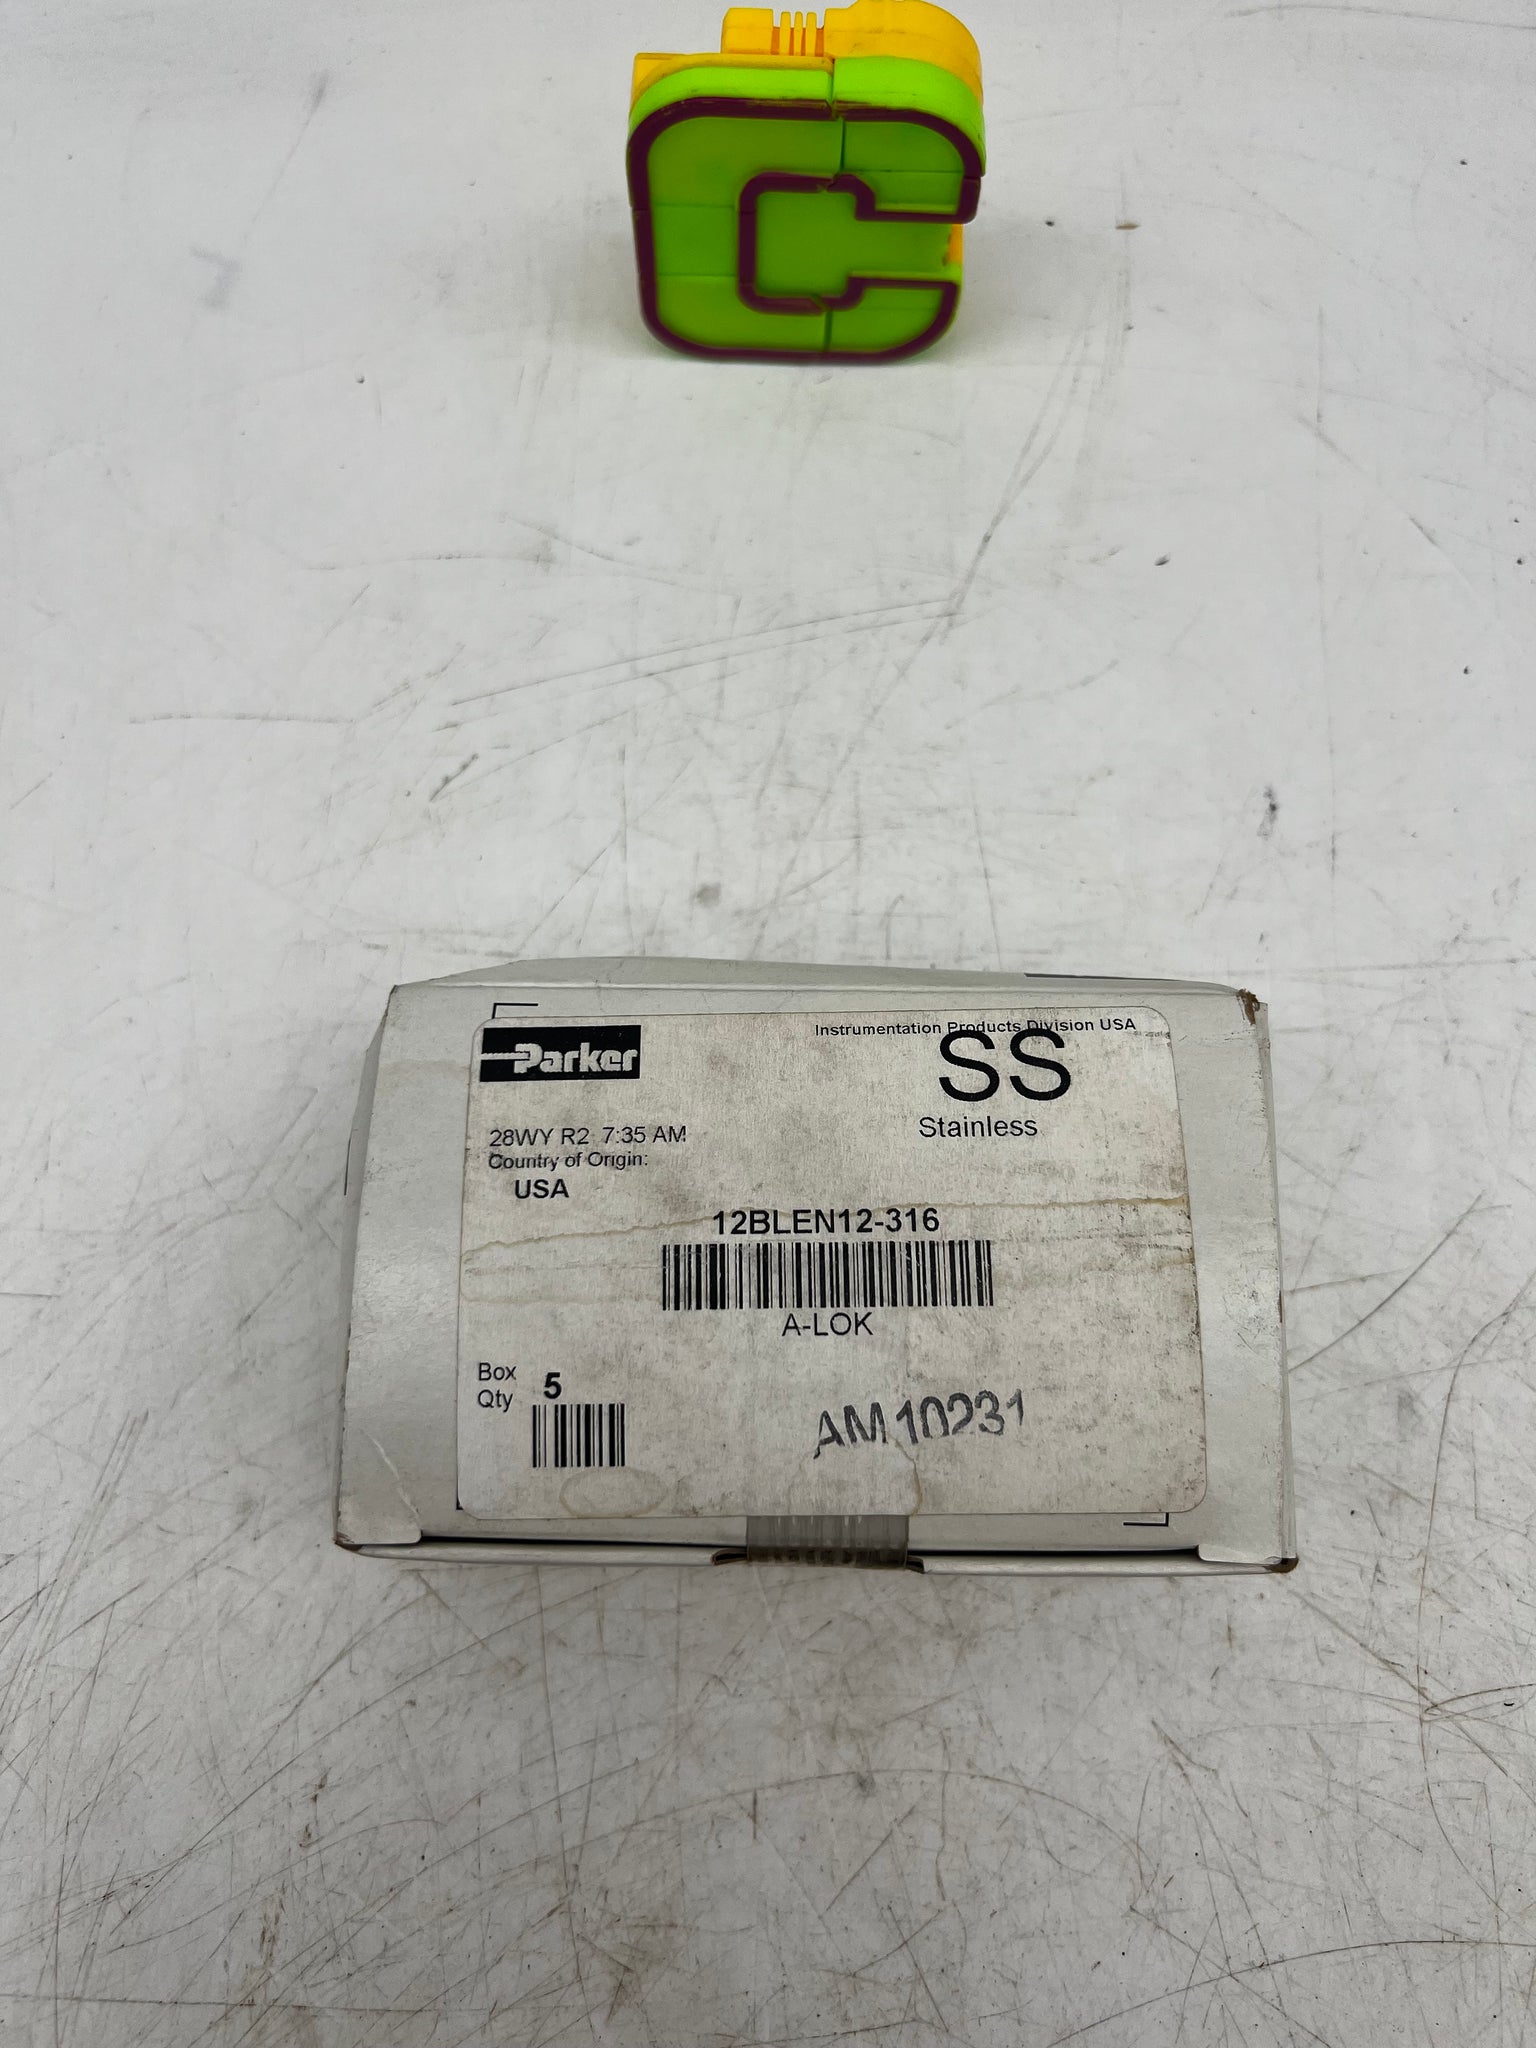 C
Parker
Instrumentation Products Division USA
SS
Stainless
28WY R2 7:35 AM
Country of Origin:
USA
12BLEN12-316
A-LOK
Box
Qty
5
AM10231